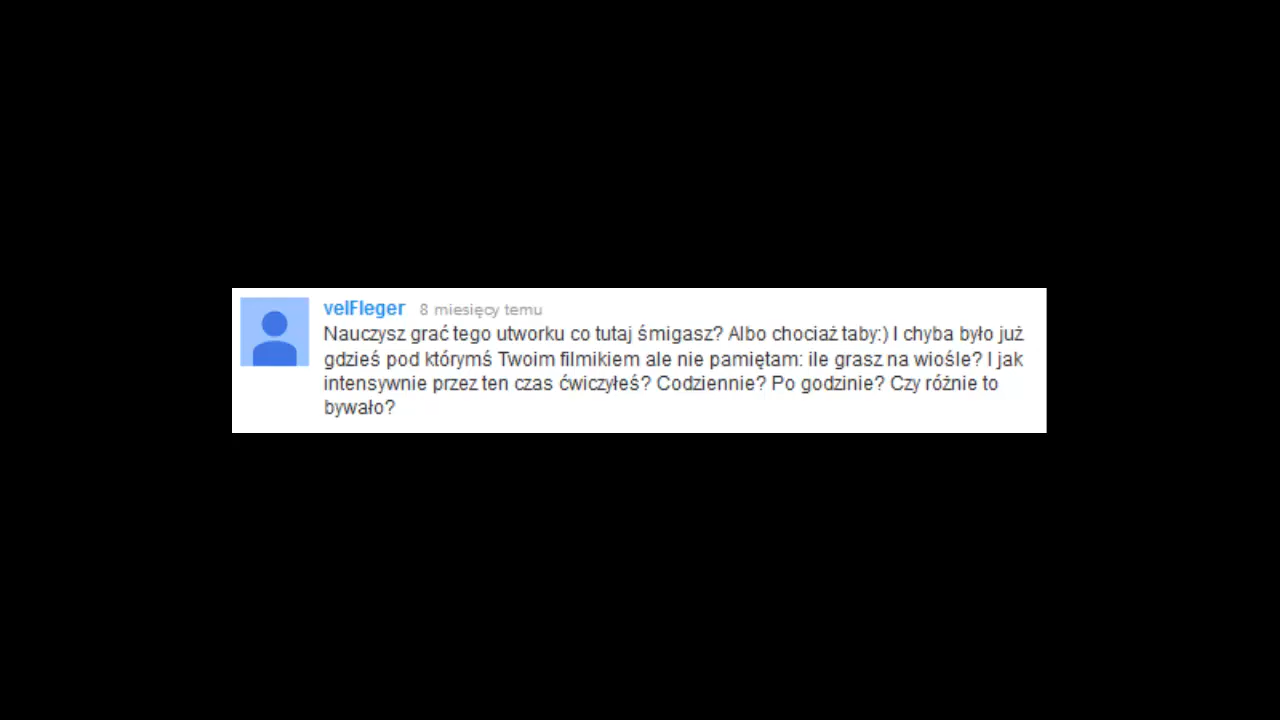 velFleger 8 miesięcy temu
Nauczysz grać tego utworku co tutaj śmigasz? Albo chociaż taby:) I chyba było już
gdzieś pod którymś Twoim filmikiem ale nie pamiętam: ile grasz na wiośle? I jak
intensywnie przez ten czas ćwiczyłeś? Codziennie? Po godzinie? Czy różnie to
bywało?